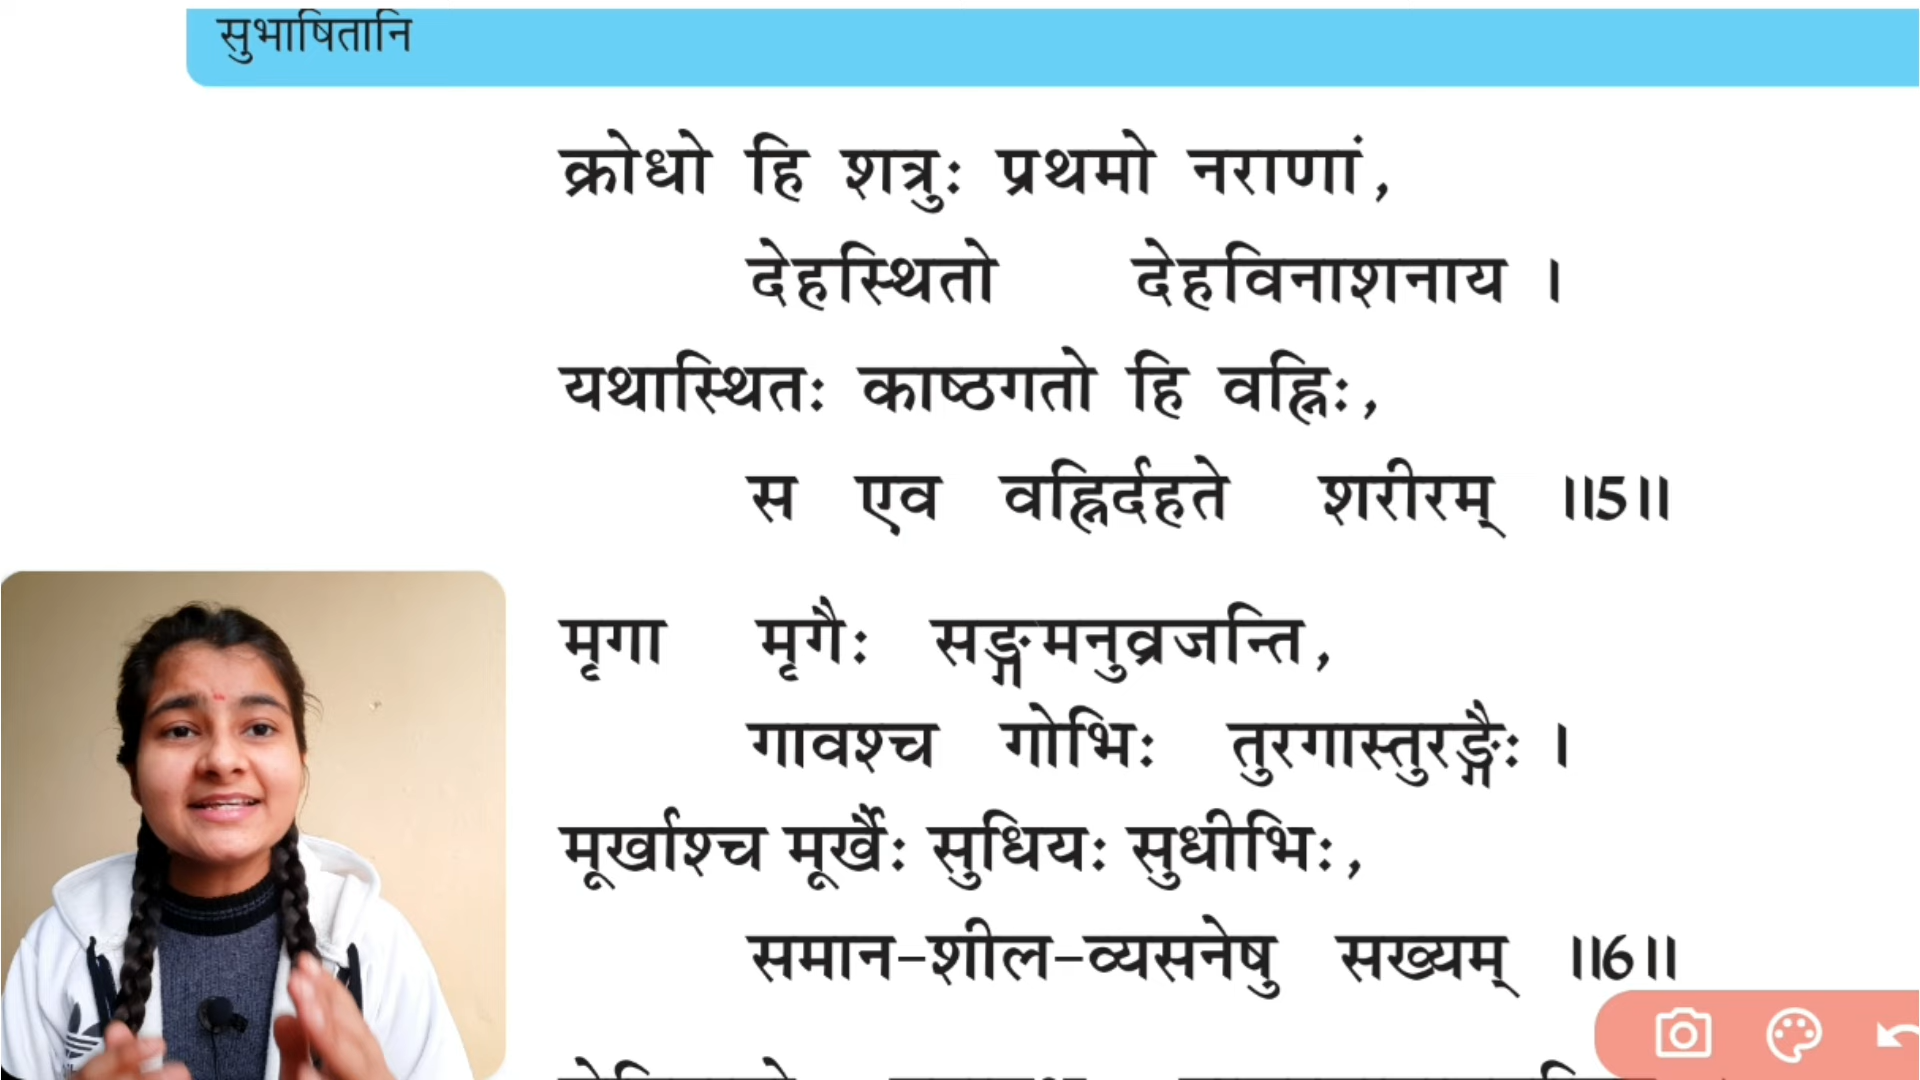 सुभाषितानि
क्रोधो हि शत्रुः प्रथमो नराणां,
देहस्थितो देहविनाशनाय ।
यथास्थितः काष्ठगतो हि वह्निः,
स एव वह्निर्दहते शरीरम् ॥5॥
मृगा मृगैः सङ्गमनुव्रजन्ति,
गावश्च गोभिः तुरगास्तुरङ्गैः ।
मूर्खाश्च मूर्खैः सुधियः सुधीभिः,
समान-शील-व्यसनेषु सख्यम् ॥6॥